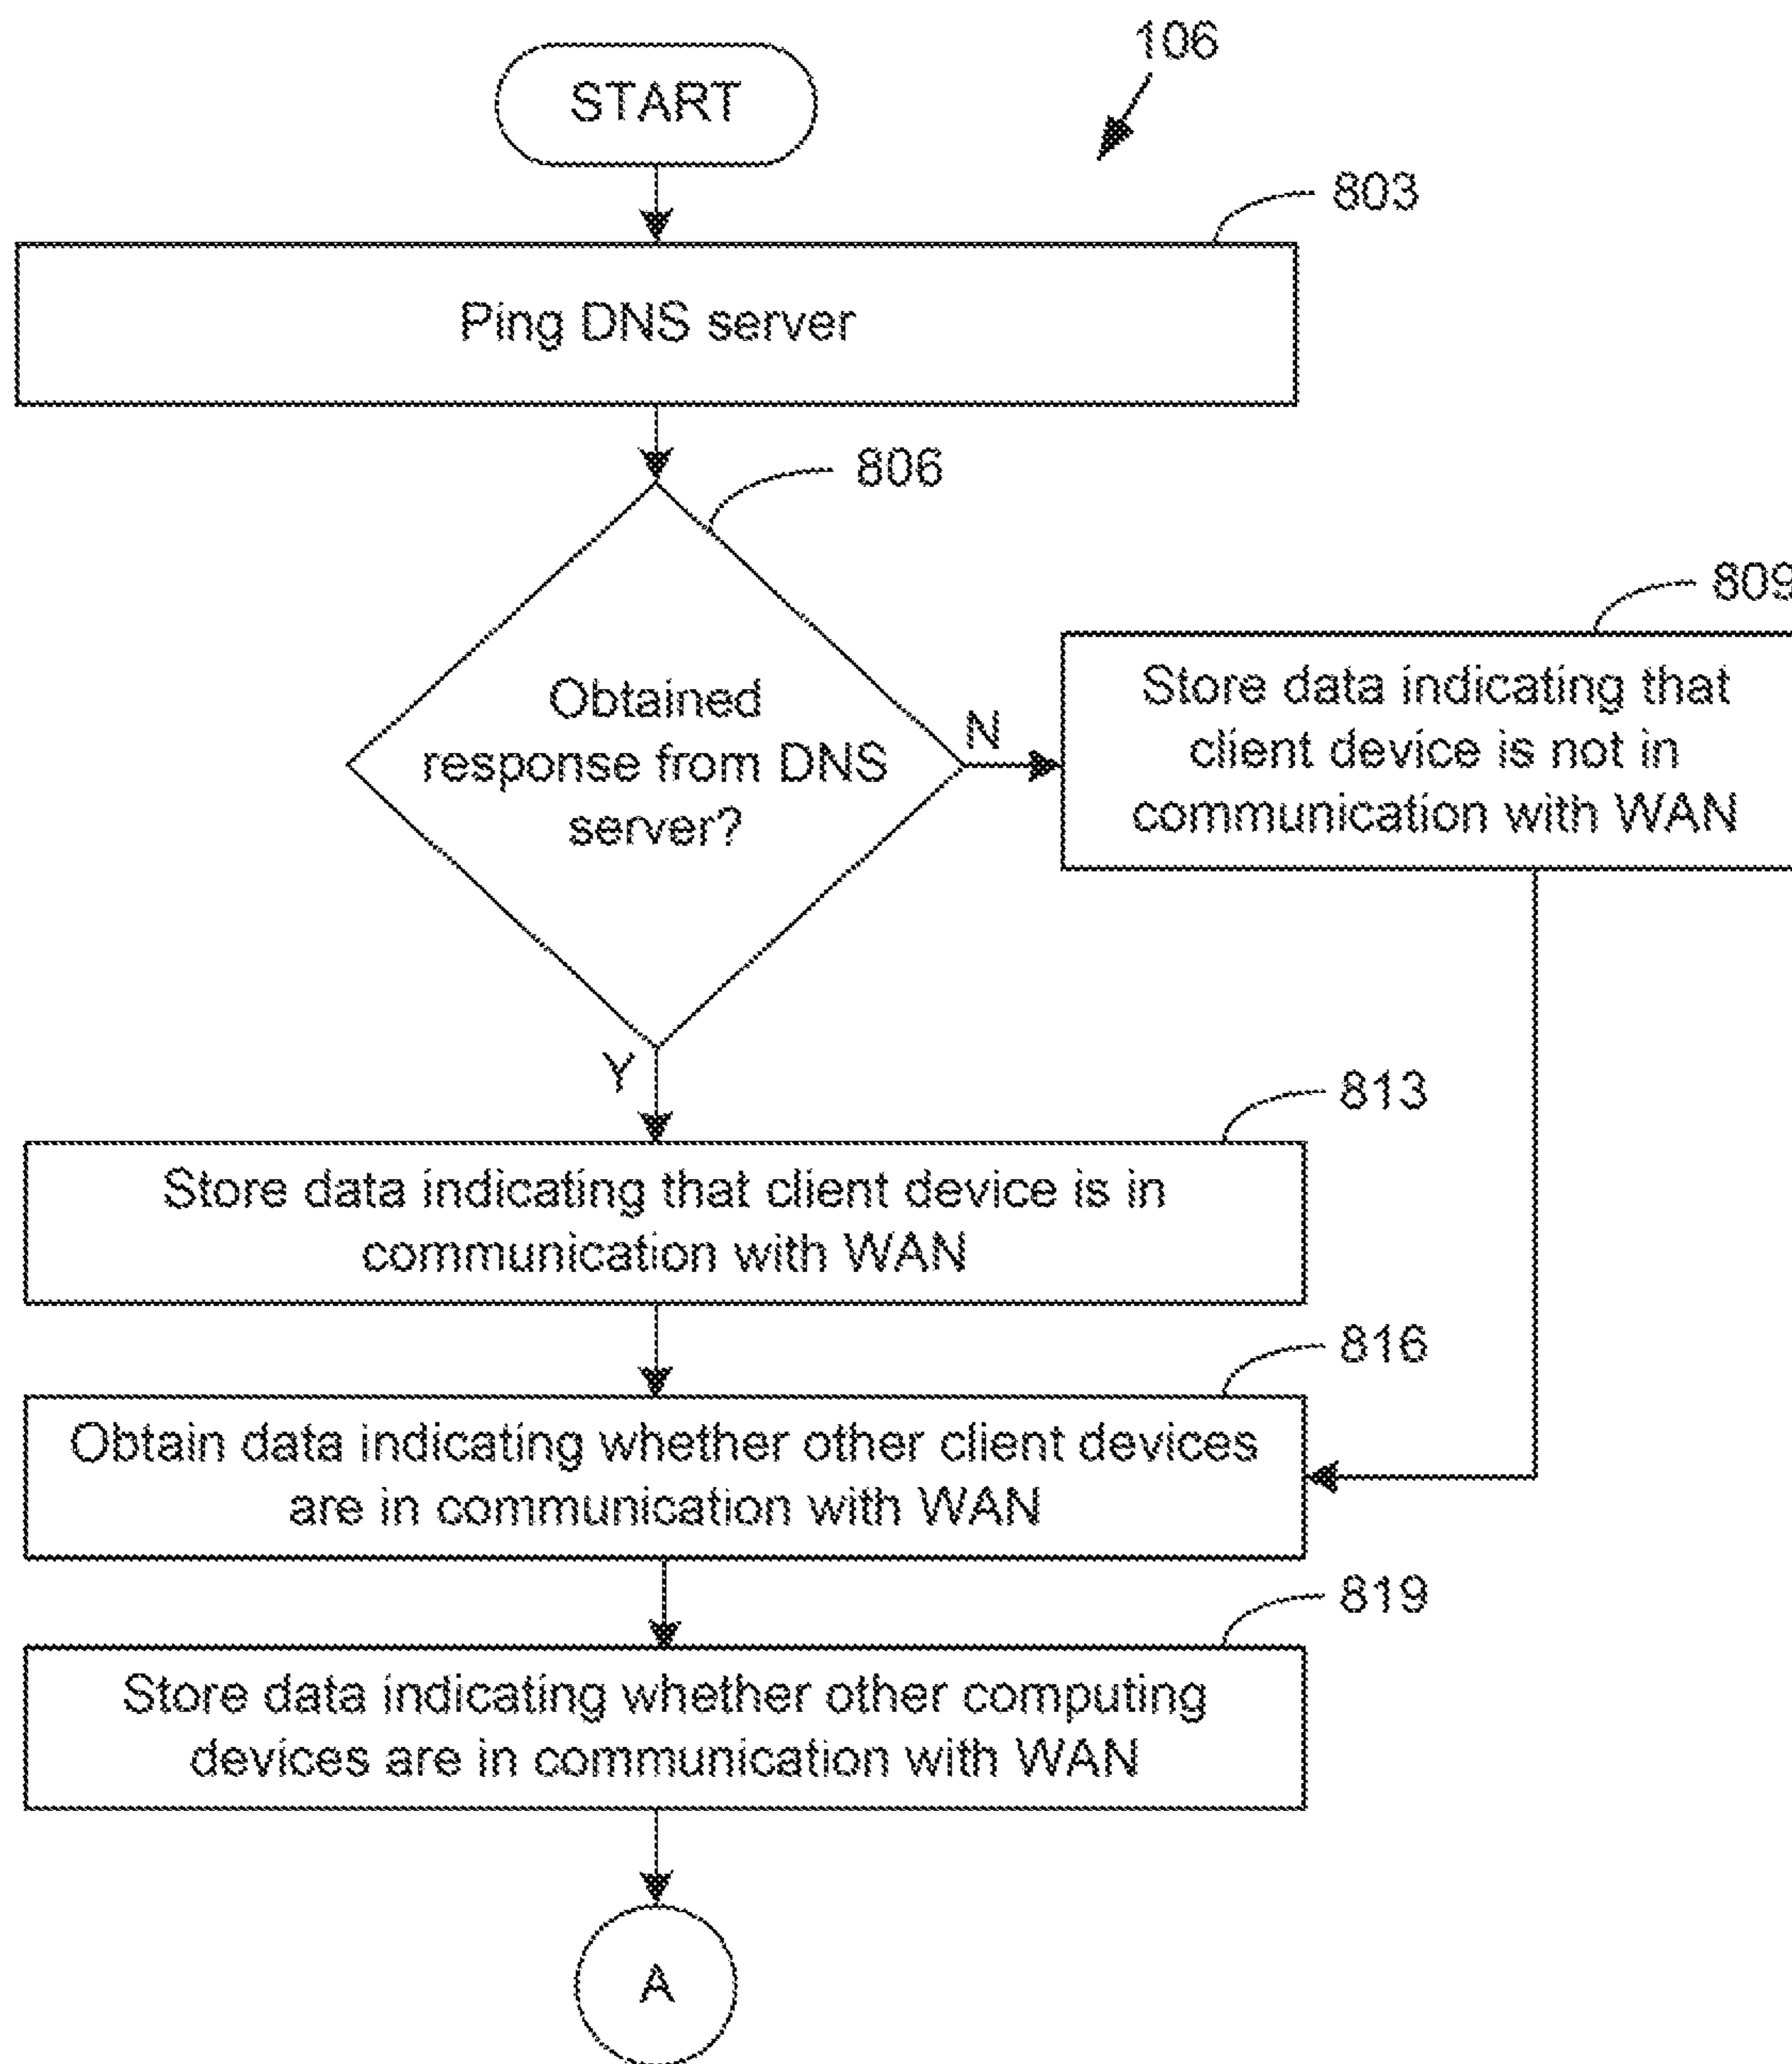 106
START
803
Ping DNS server
806
Obtained
response from DNS
server?
N
809
Store data indicating that
client device is not in
communication with WAN
Y
813
Store data indicating that client device is in
communication with WAN
816
Obtain data indicating whether other client devices
are in communication with WAN
819
Store data indicating whether other computing
devices are in communication with WAN
A